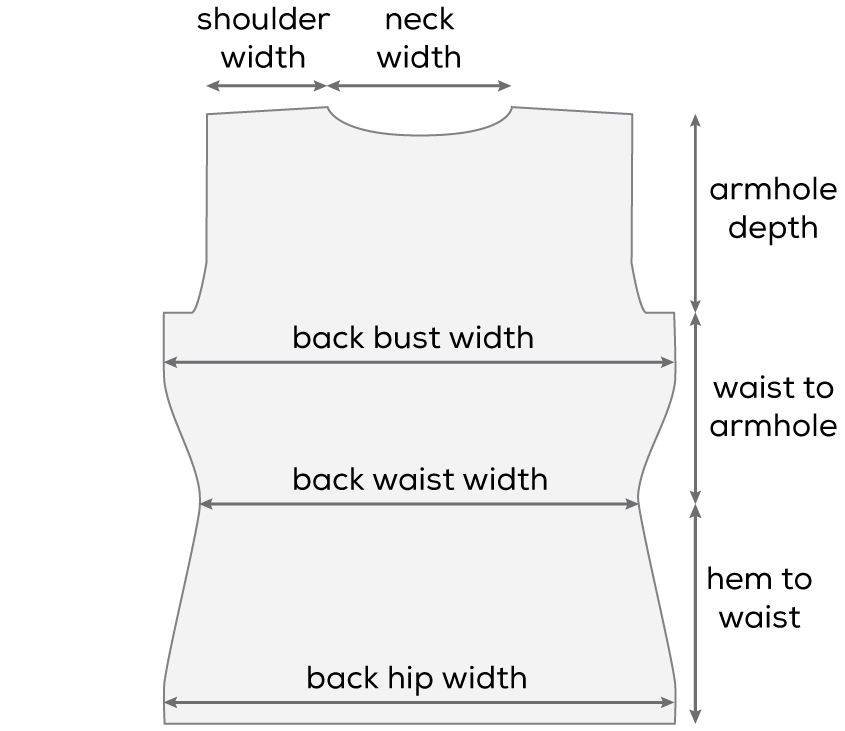 shoulder
width
neck
width
armhole
depth
back bust width
waist to
armhole
back waist width
hem to
waist
back hip width